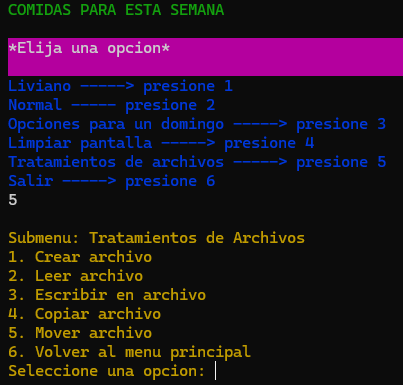 COMIDAS PARA ESTA SEMANA
*Elija una opcion*
Liviano -----> presione 1
Normal ----- presione 2
Opciones para un domingo -----> presione 3
Limpiar pantalla -----> presione 4
Tratamientos de archivos -----> presione 5
Salir -----> presione 6
5
Submenu: Tratamientos de Archivos
1. Crear archivo
2. Leer archivo
3. Escribir en archivo
4. Copiar archivo
5. Mover archivo
6. Volver al menu principal
Seleccione una opcion: